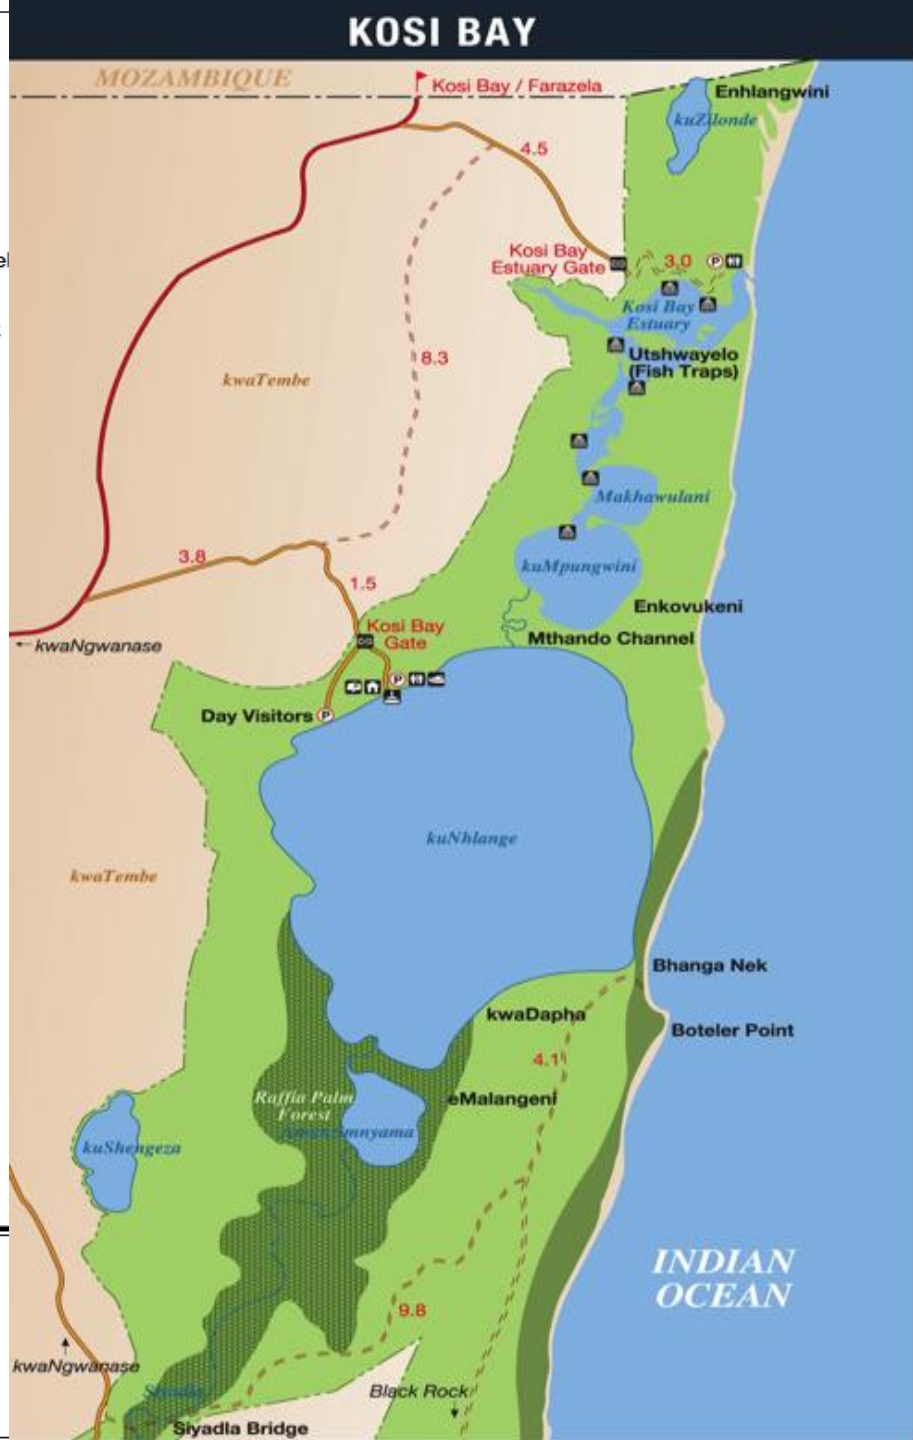 KOSI BAY
MOZAMBIQUE
Kosi Bay / Farazela
Enhlangwini
kuZilonde
4.5
el
Kosi Bay
Estuary Gate
3.0
P
Kosi Bay
Estuary
Utshwayelo
(Fish Traps)
8.3
kwaTembe
Makhawulani
3.8
kuMpungwini
1.5
Enkovukeni
Kosi Bay
Gate
Mthando Channel
kwaNgwanase
P
Day Visitors P
kuNhlange
kwaTembe
Bhanga Nek
kwaDapha
Boteler Point
4.1
Raffia Palm
Forest
eMalangeni
Amanzimnyama
kuShengeza
INDIAN
OCEAN
9.8
kwaNgwanase
Siyadla
Black Rock
Siyadla Bridge